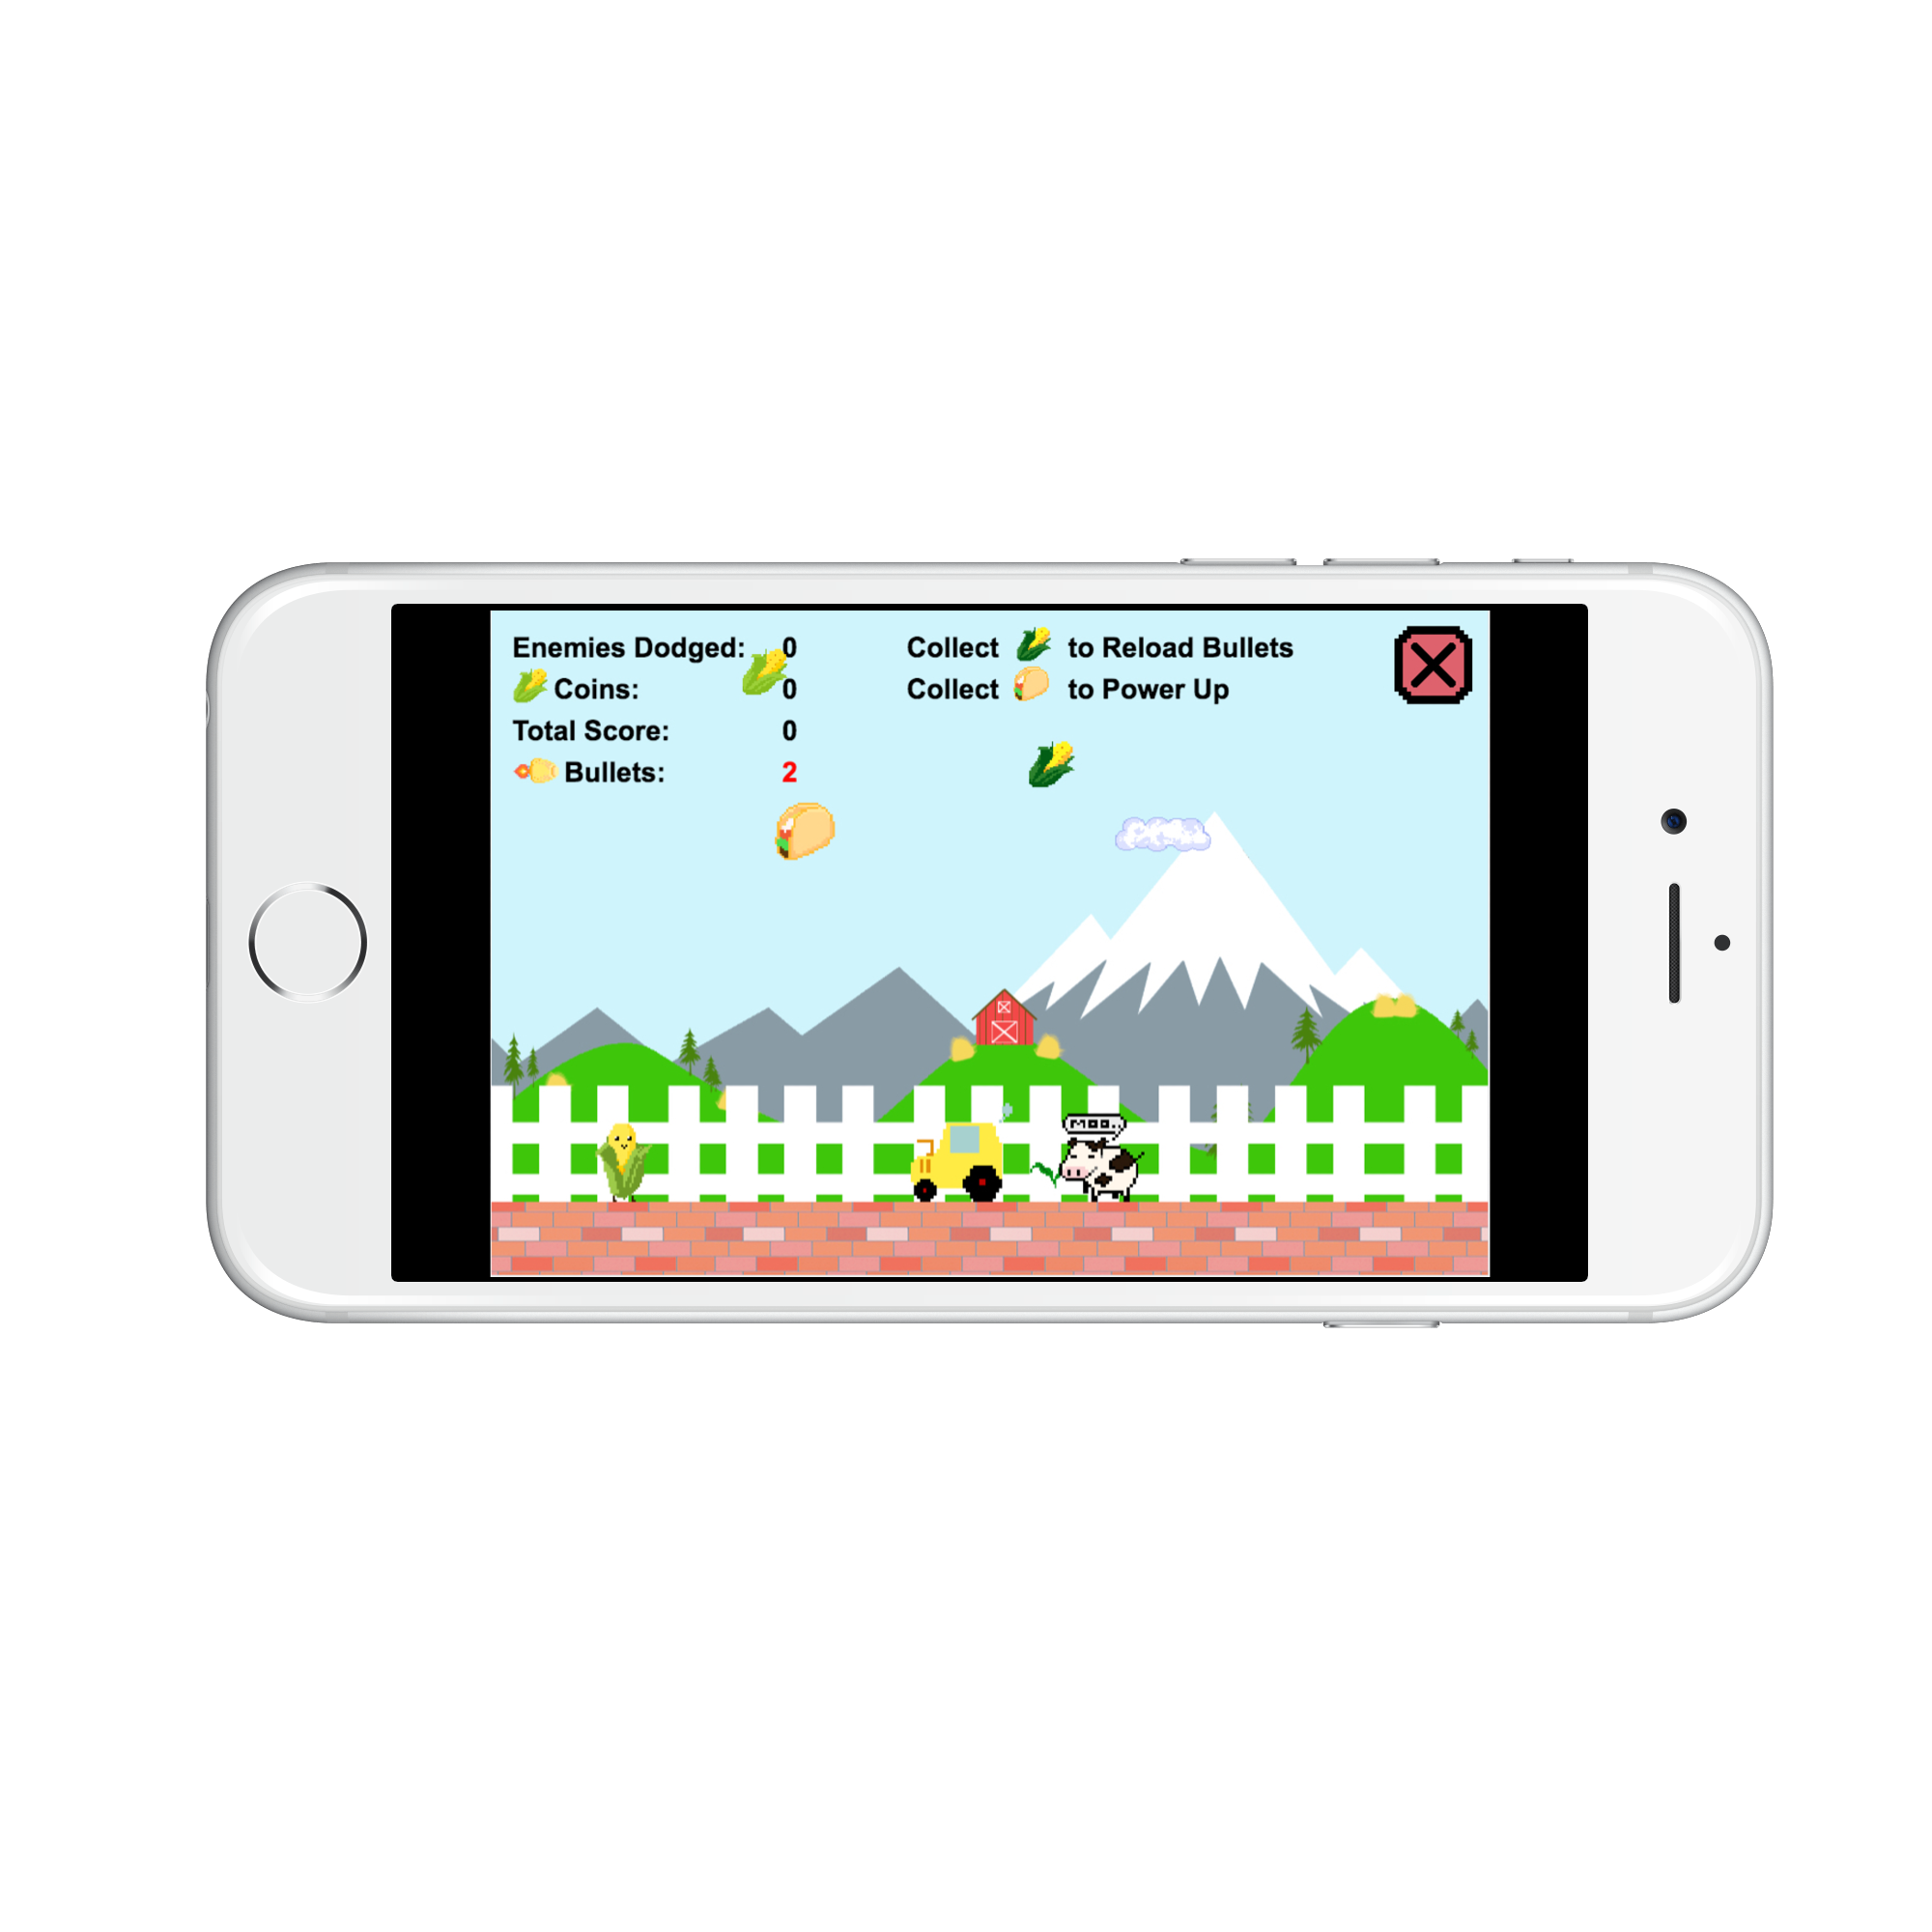 Enemies Dodged: 0
Coins: 0
Total Score: 0
Bullets: 2
Collect to Reload Bullets
Collect to Power Up
MOO..